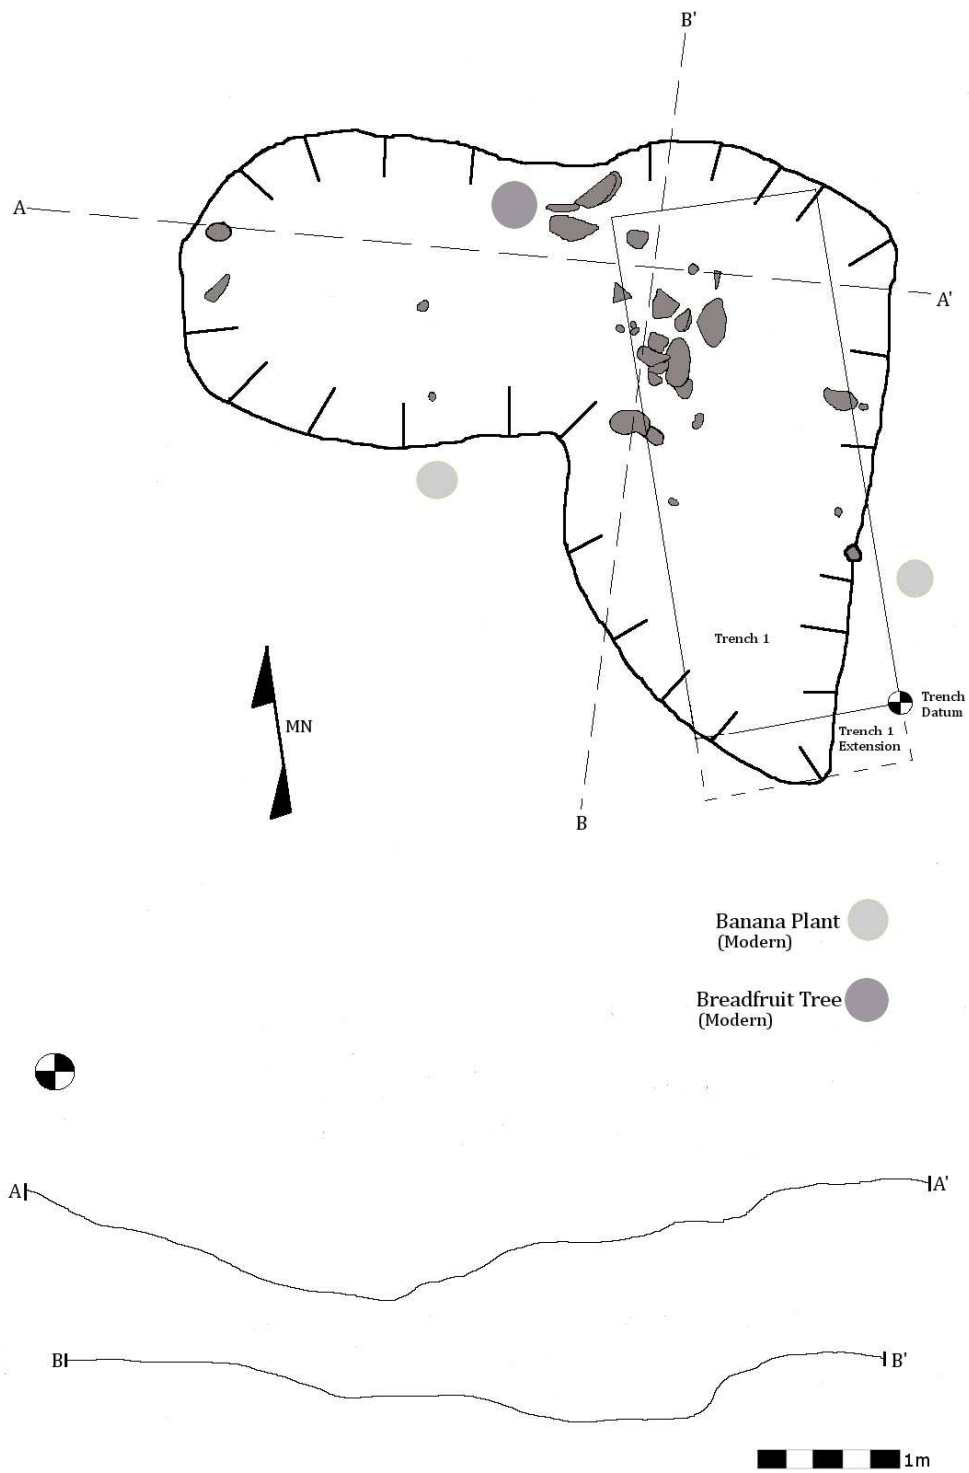 B'
A
A'
Trench 1
Trench
Datum
MN
Trench 1
Extension
B
Banana Plant
(Modern)
Breadfruit Tree
(Modern)
A
A'
B
B'
1m